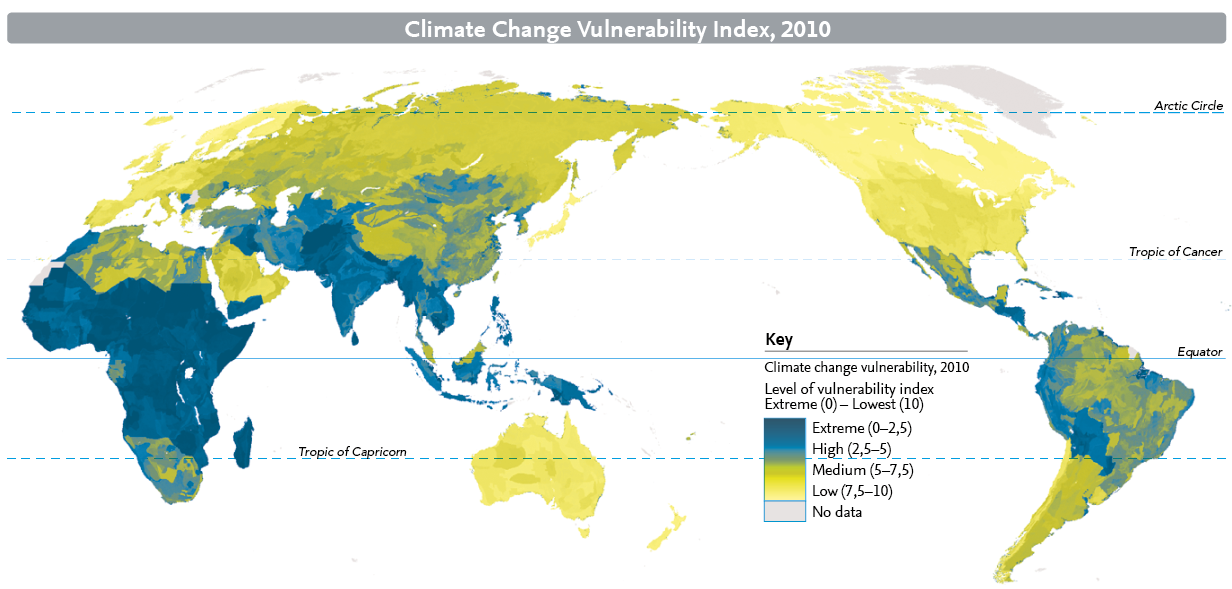 Climate Change Vulnerability Index, 2010
Arctic Circle
Tropic of Cancer
Key
Equator
Climate change vulnerability, 2010
Level of vulnerability index
Extreme (0) – Lowest (10)
Extreme (0–2,5)
High (2,5–5)
Tropic of Capricorn
Medium (5–7,5)
Low (7,5–10)
No data